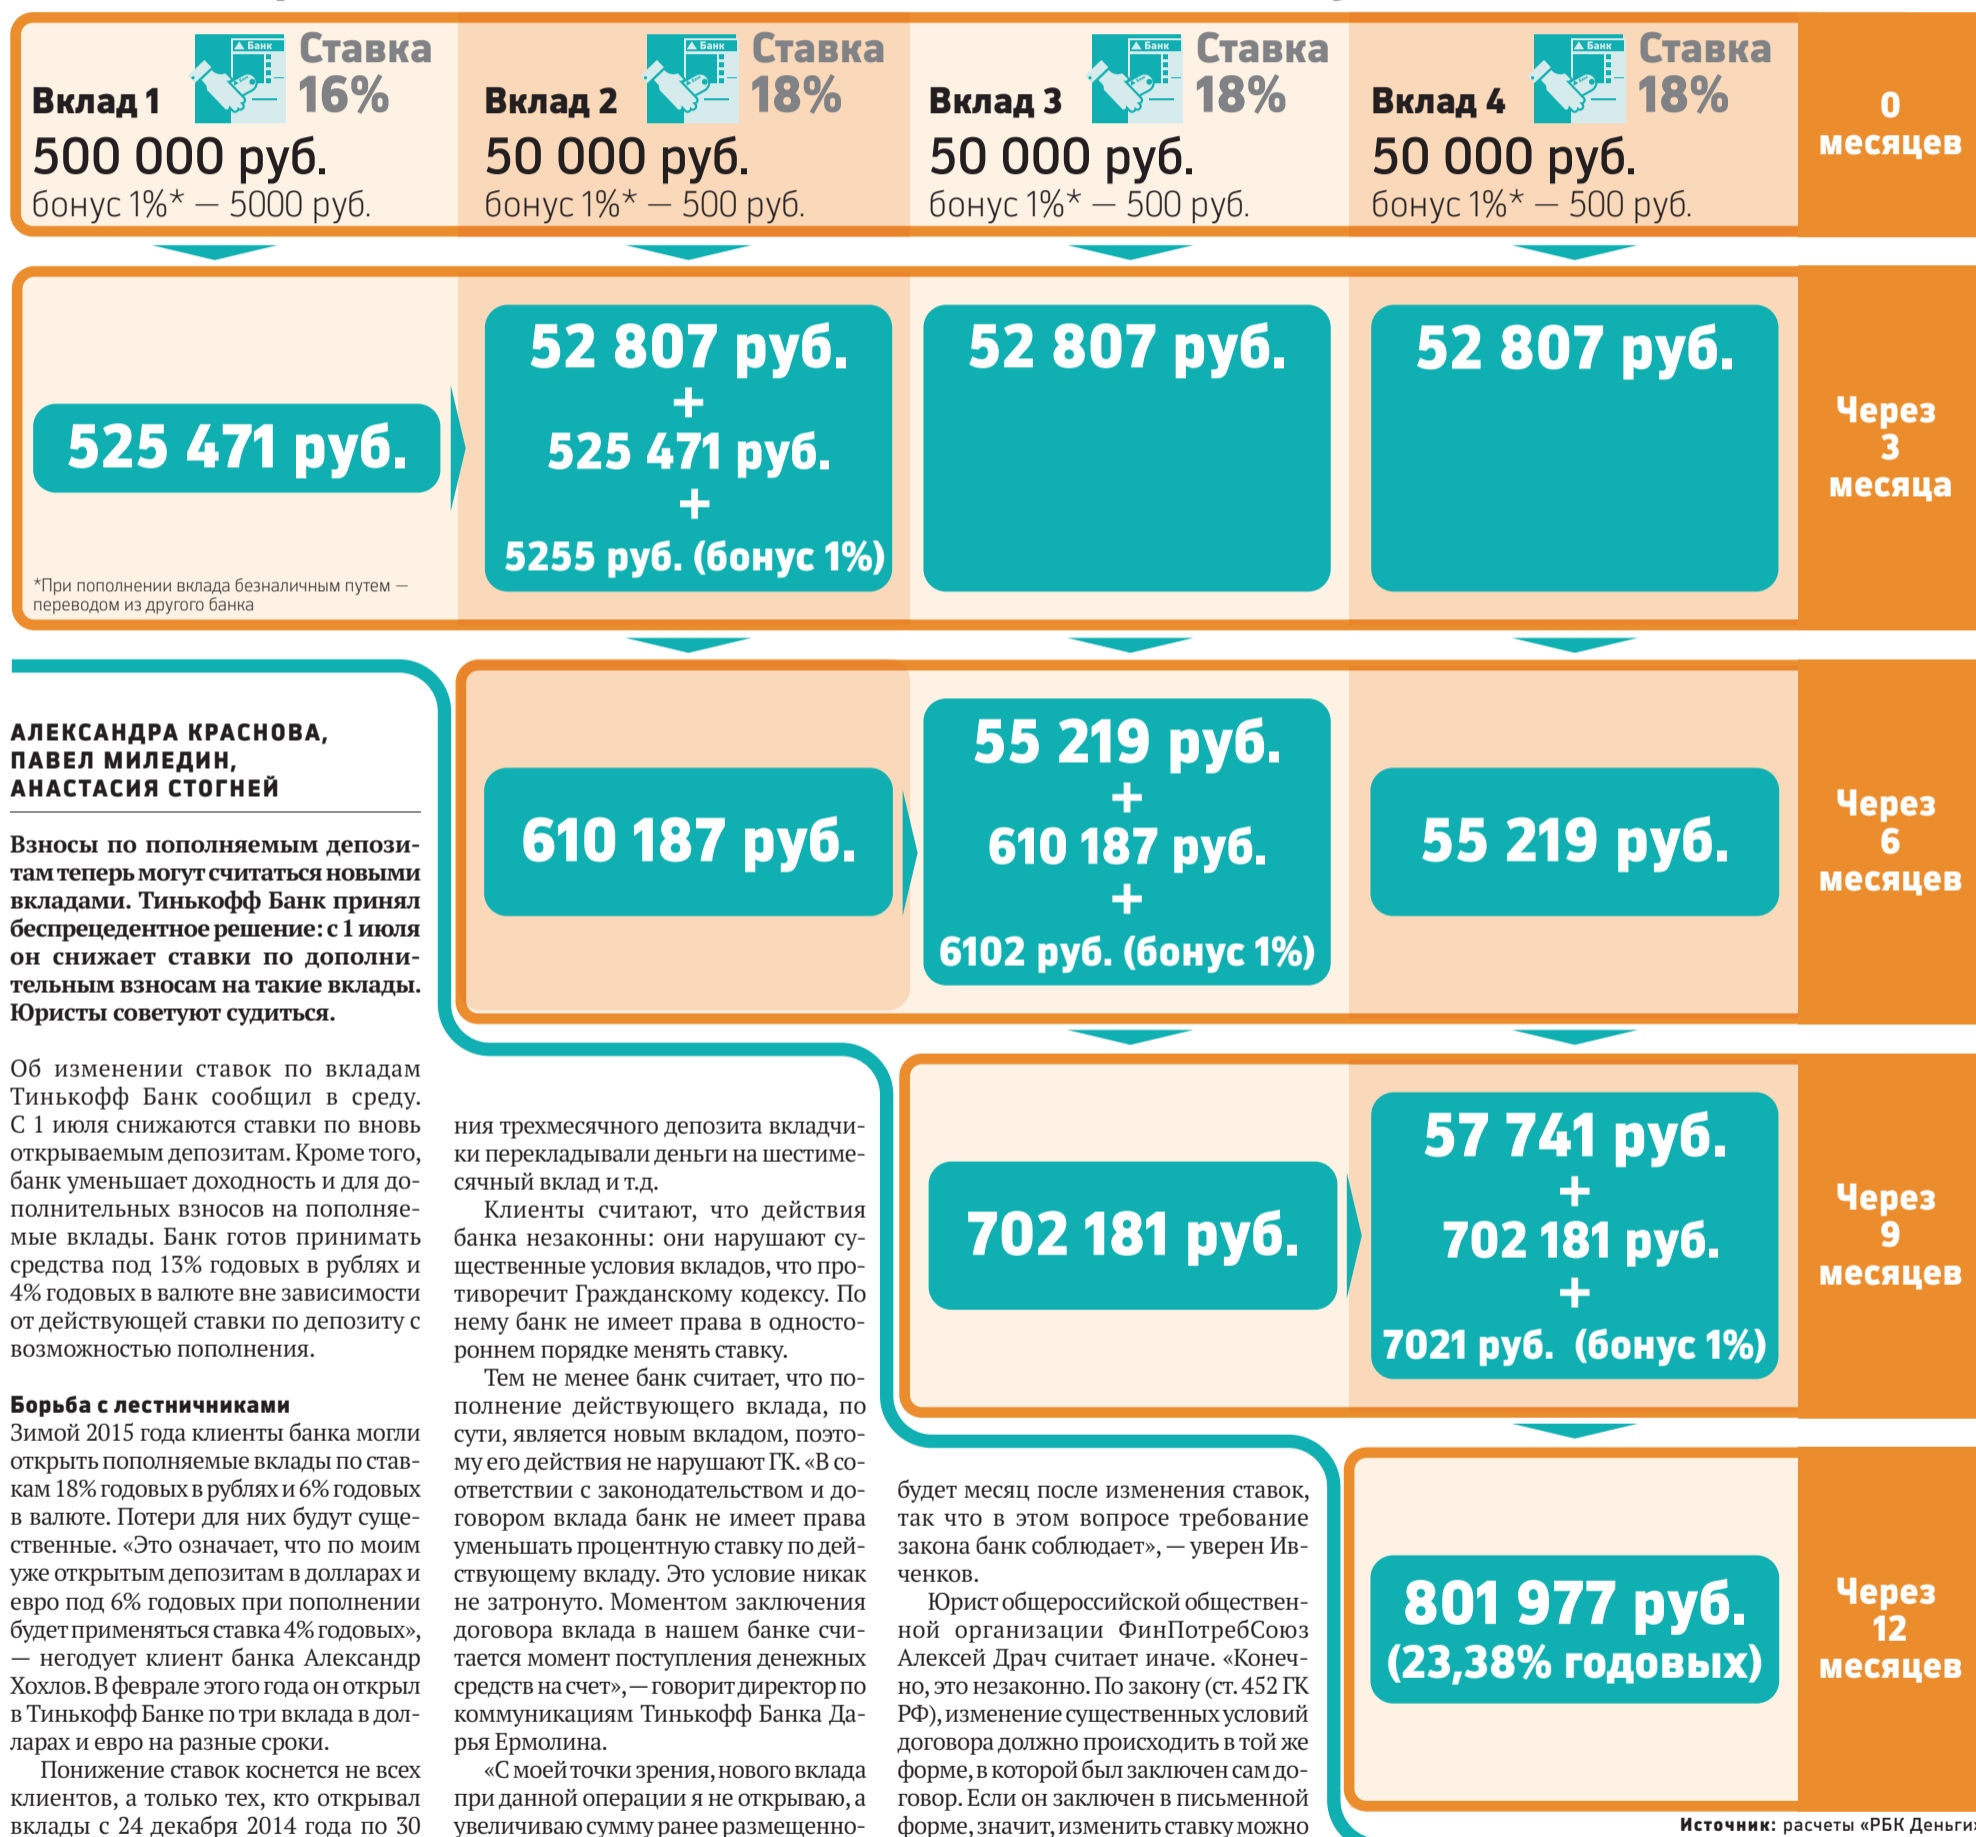 Вклад 1
Ставка
16%
500 000 руб.
бонус 1%* — 5000 руб.
Вклад 2
Ставка
18%
50 000 руб.
бонус 1%* — 500 руб.
Вклад 3
Ставка
18%
50 000 руб.
бонус 1%* — 500 руб.
Вклад 4
Ставка
18%
50 000 руб.
бонус 1%* — 500 руб.
Банк
Банк
Банк
Банк
0
месяцев
525 471 руб.
*При пополнении вклада безналичным путем —
переводом из другого банка
52 807 руб.
+
525 471 руб.
+
5255 руб. (бонус 1%)
52 807 руб.
52 807 руб.
Через
3
месяца
610 187 руб.
55 219 руб.
+
610 187 руб.
+
6102 руб. (бонус 1%)
55 219 руб.
Через
6
месяцев
702 181 руб.
57 741 руб.
+
702 181 руб.
+
7021 руб. (бонус 1%)
Через
9
месяцев
801 977 руб.
(23,38% годовых)
Через
12
месяцев
Источник: расчеты «РБК Деньги»
АЛЕКСАНДРА КРАСНОВА,
ПАВЕЛ МИЛЕДИН,
АНАСТАСИЯ СТОГНЕЙ
Взносы по пополняемым депози-
там теперь могут считаться новыми
вкладами. Тинькофф Банк принял
беспрецедентное решение: с 1 июля
он снижает ставки по дополни-
тельным взносам на такие вклады.
Юристы советуют судиться.
Об изменении ставок по вкладам
Тинькофф Банк сообщил в среду.
С 1 июля снижаются ставки по вновь
открываемым депозитам. Кроме того,
банк уменьшает доходность и для до-
полнительных взносов на пополняе-
мые вклады. Банк готов принимать
средства под 13% годовых в рублях и
4% годовых в валюте вне зависимости
от действующей ставки по депозиту с
возможностью пополнения.
Борьба с лестничниками
Зимой 2015 года клиенты банка могли
открыть пополняемые вклады по став-
кам 18% годовых в рублях и 6% годовых
в валюте. Потери для них будут суще-
ственные. «Это означает, что по моим
уже открытым депозитам в долларах и
евро под 6% годовых при пополнении
будет применяться ставка 4% годовых»,
— негодует клиент банка Александр
Хохлов. В феврале этого года он открыл
в Тинькофф Банке по три вклада в дол-
ларах и евро на разные сроки.
Понижение ставок коснется не всех
клиентов, а только тех, кто открывал
вклады с 24 декабря 2014 года по 30
ния трехмесячного депозита вкладчи-
ки перекладывали деньги на шестиме-
сячный вклад и т.д.
Клиенты считают, что действия
банка незаконны: они нарушают су-
щественные условия вкладов, что про-
тиворечит Гражданскому кодексу. По
нему банк не имеет права в односто-
роннем порядке менять ставку.
Тем не менее банк считает, что по-
полнение действующего вклада, по
сути, является новым вкладом, поэто-
му его действия не нарушают ГК. «В со-
ответствии с законодательством и до-
говором вклада банк не имеет права
уменьшать процентную ставку по дей-
ствующему вкладу. Это условие никак
не затронуто. Моментом заключения
договора вклада в нашем банке счи-
тается момент поступления денежных
средств на счет», — говорит директор по
коммуникациям Тинькофф Банка Да-
рья Ермолина.
«С моей точки зрения, нового вклада
при данной операции я не открываю, а
увеличиваю сумму ранее размещенно-
будет месяц после изменения ставок,
так что в этом вопросе требование
закона банк соблюдает», — уверен Ив-
ченков.
Юрист общероссийской обществен-
ной организации ФинПотребСоюз
Алексей Драч считает иначе. «Конеч-
но, это незаконно. По закону (ст. 452 ГК
РФ), изменение существенных условий
договора должно происходить в той же
форме, в которой был заключен сам до-
говор. Если он заключен в письменной
форме, значит, изменить ставку можно